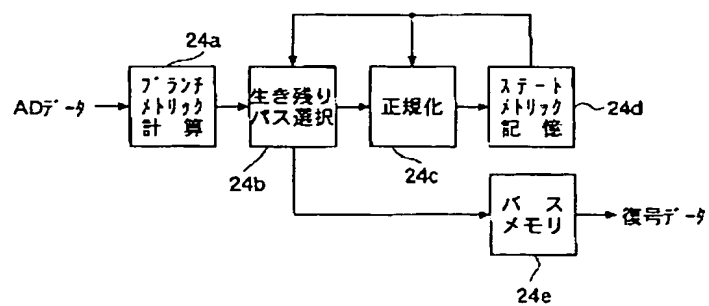 24a
ADデータ
ブランチ
メトリック
計算
生き残り
パス選択
24b
正規化
24c
ステート
メトリック
記憶
24d
パス
メモリ
24e
復号データ